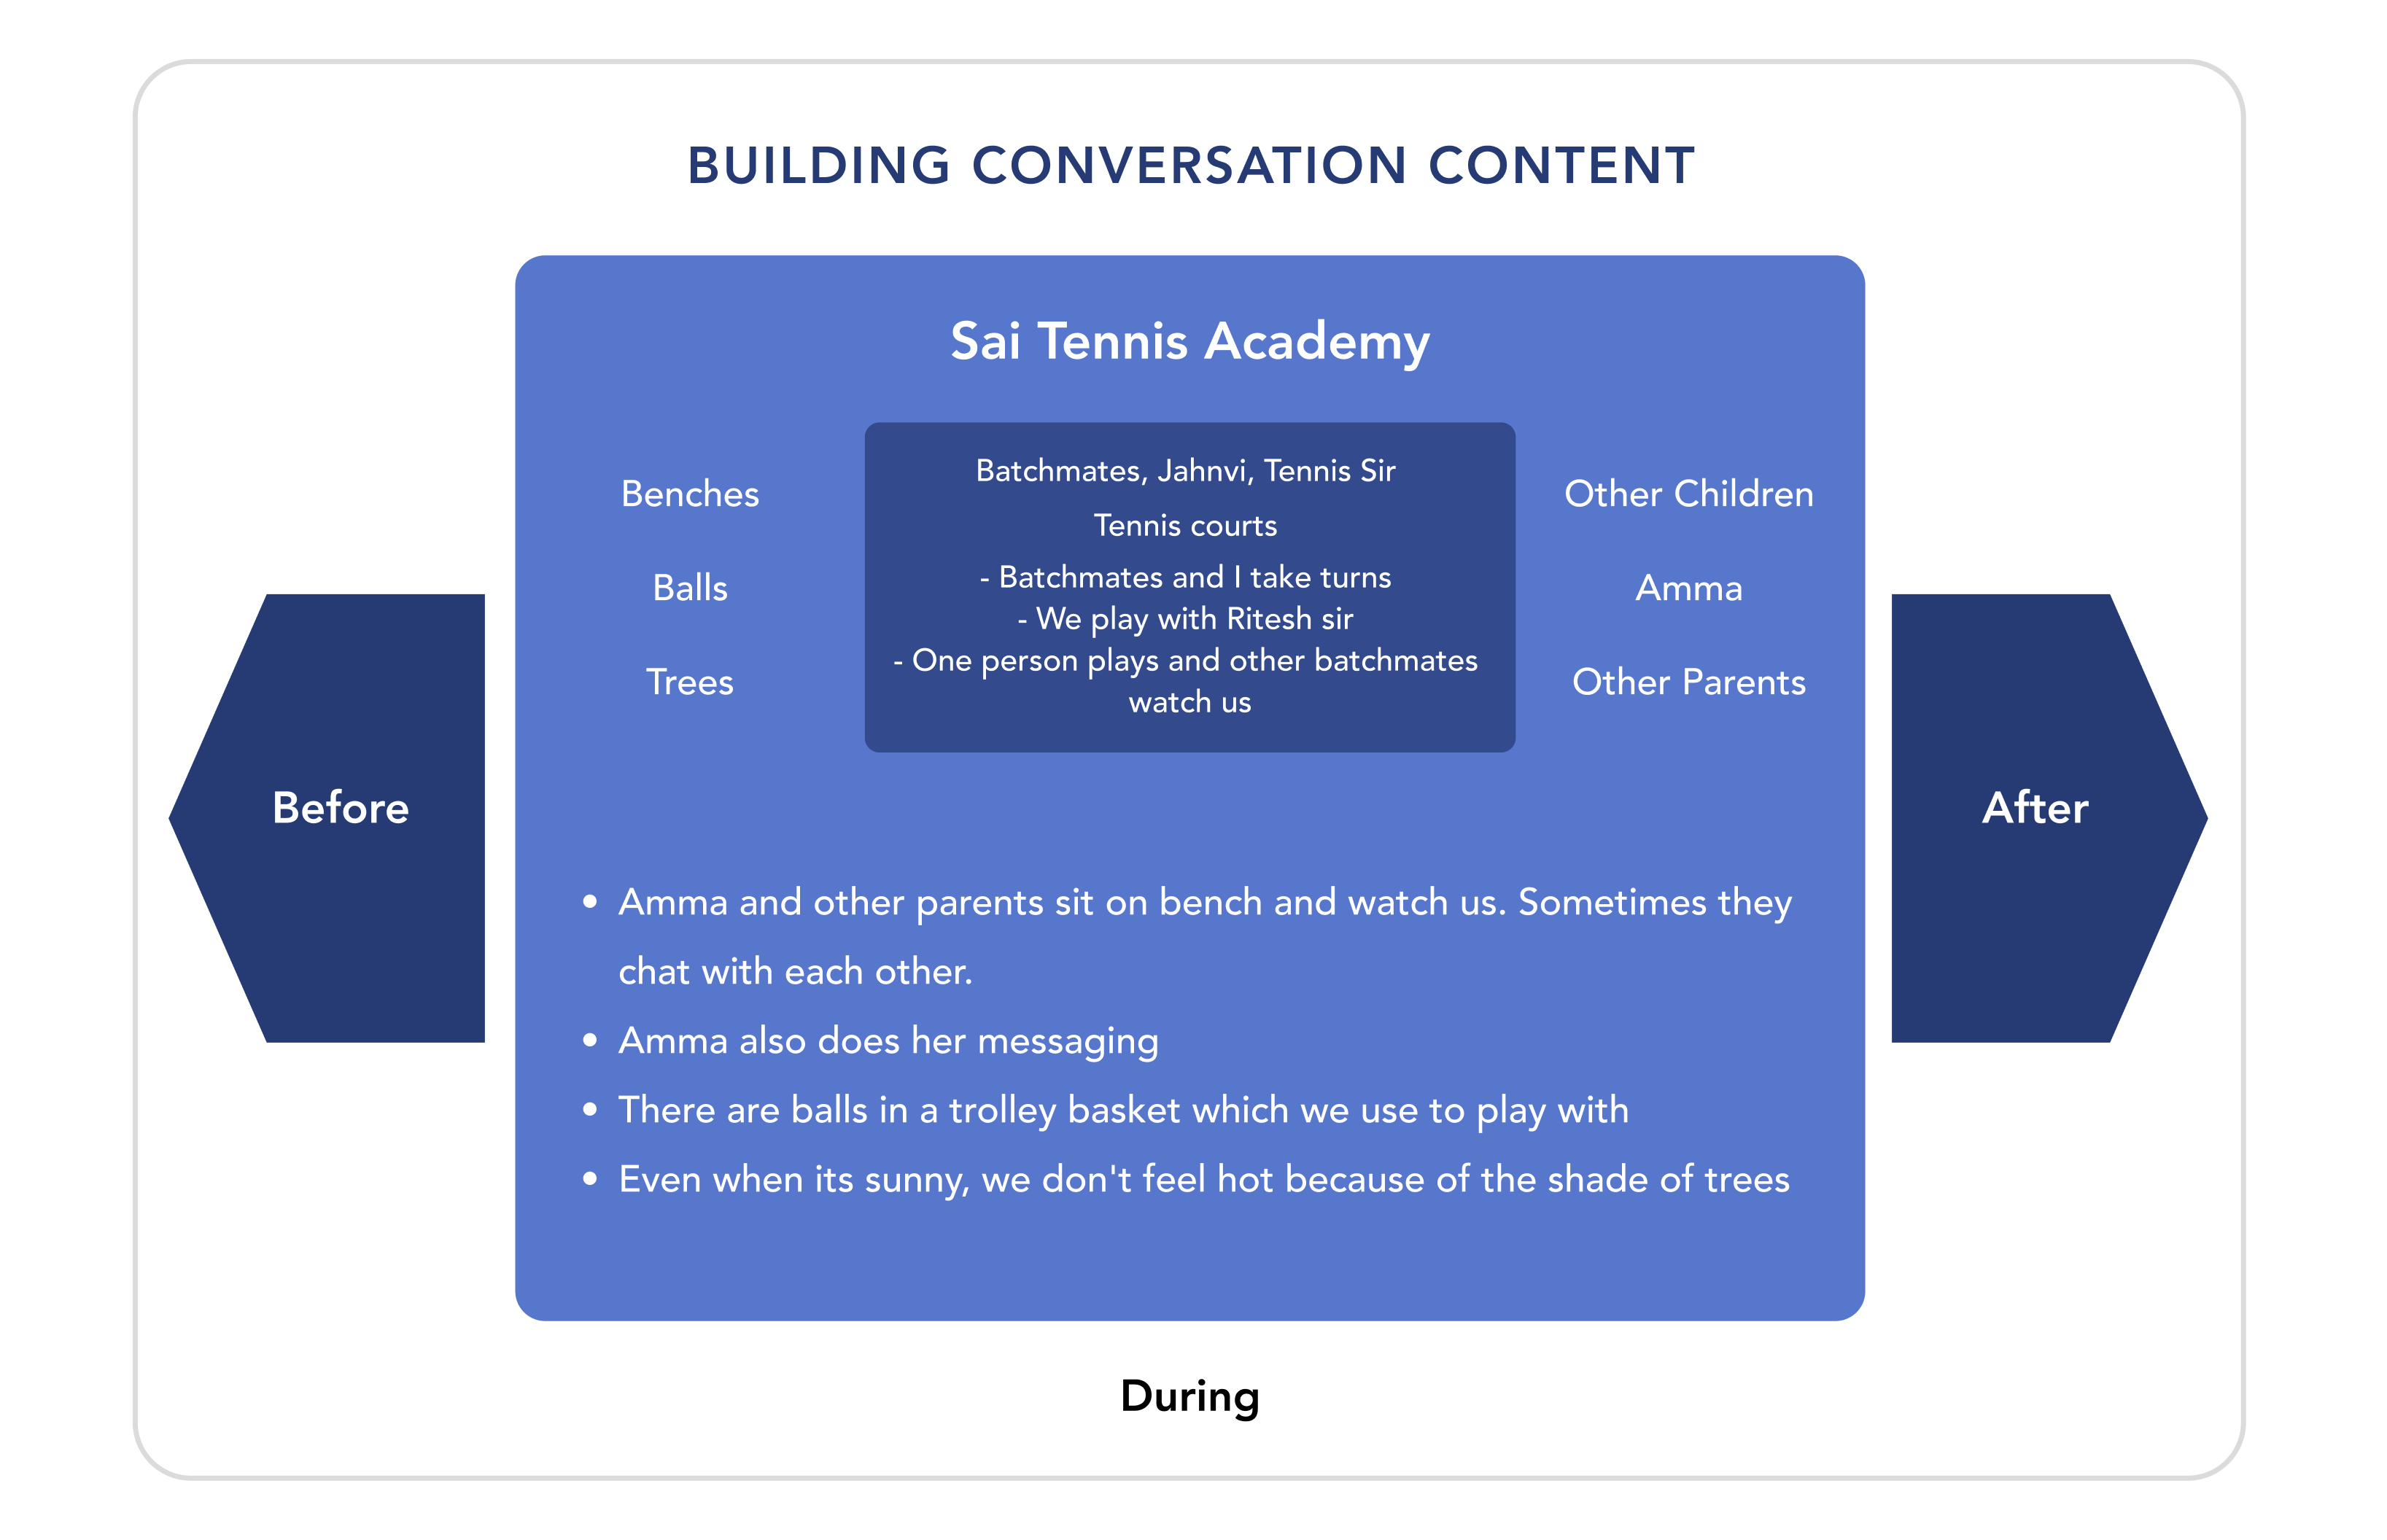 BUILDING CONVERSATION CONTENT
Sai Tennis Academy
Benches
Balls
Trees
Batchmates, Jahnvi, Tennis Sir
Tennis courts
- Batchmates and I take turns
- We play with Ritesh sir
- One person plays and other batchmates
watch us
Other Children
Amma
Other Parents
Before
After
• Amma and other parents sit on bench and watch us. Sometimes they
chat with each other.
• Amma also does her messaging
• There are balls in a trolley basket which we use to play with
• Even when its sunny, we don't feel hot because of the shade of trees
During